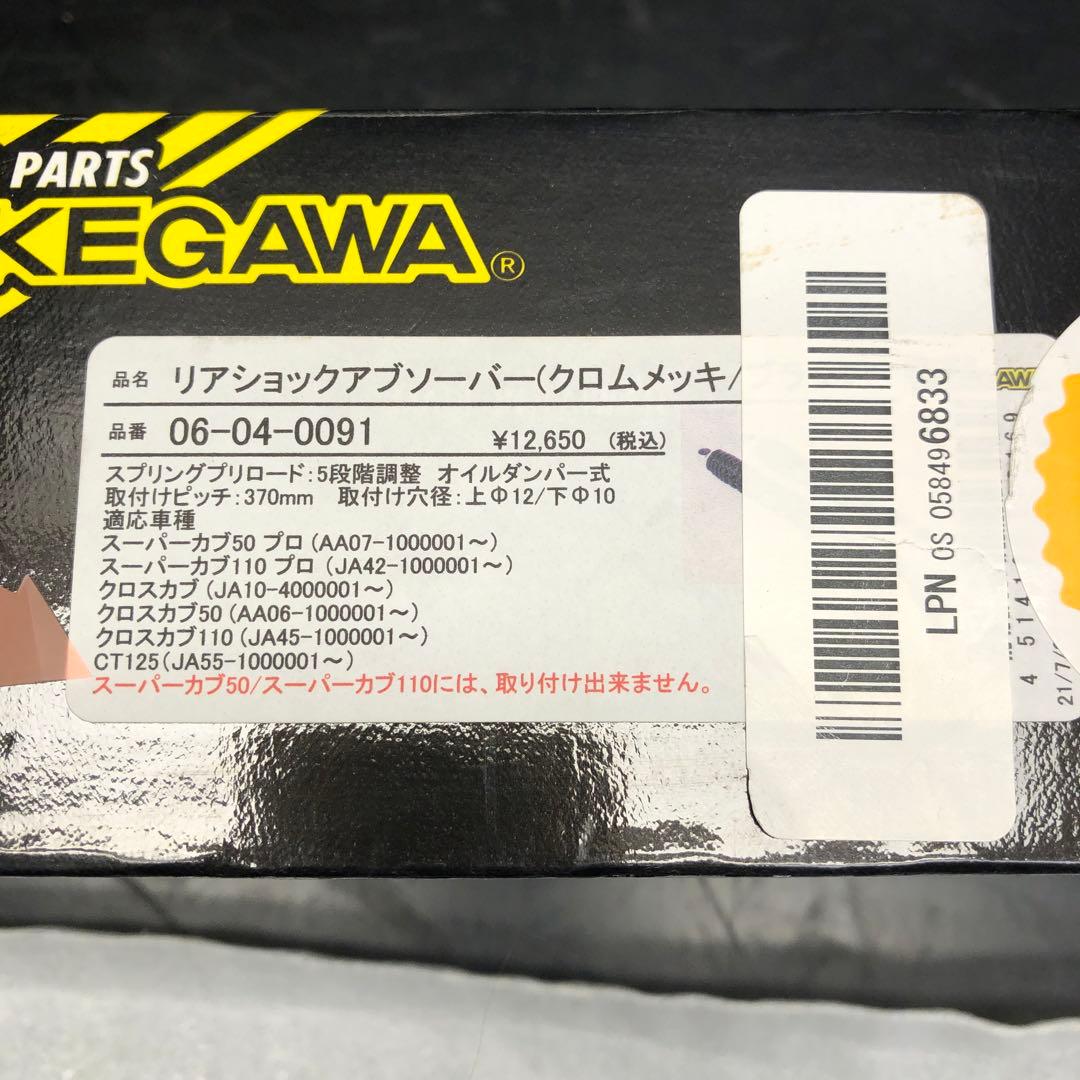 PARTS
KEGAWA®
品名 リアショックアブソーバー(クロムメッキ/
品番 06-04-0091 ¥12,650 (税込)
スプリングプリロード:5段階調整 オイルダンパー式
取付けピッチ:370mm 取付け穴径:上Φ12/下Φ10
適応車種
スーパーカブ50 プロ(AA07-1000001~)
スーパーカブ110 プロ (JA42-1000001~)
クロスカブ(JA10-4000001~)
クロスカブ50(AA06-1000001~)
クロスカブ110(JA45-1000001~)
CT125(JA55-1000001~)
スーパーカブ50/スーパーカブ110には、取り付け出来ません。
LPN OS 058496833
AW
4 5141
69
21/7/